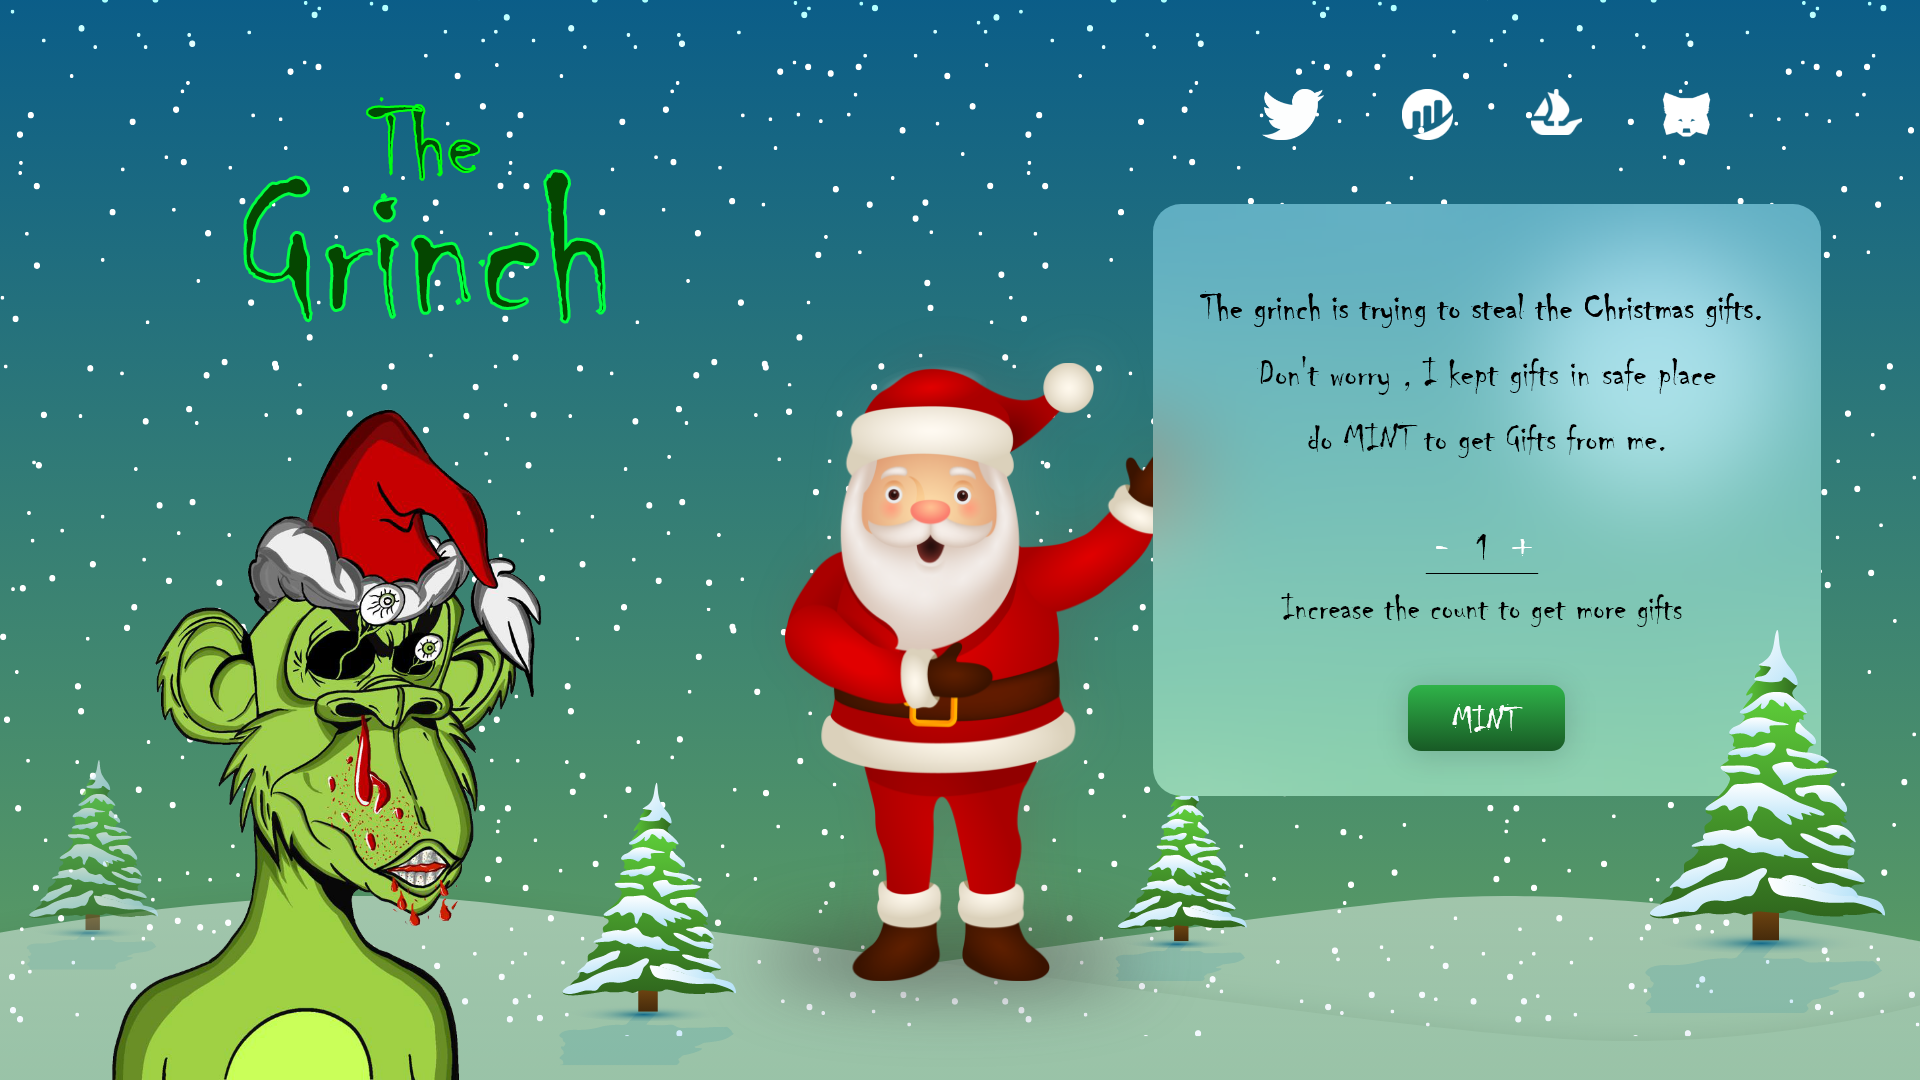 The
Grinch
The grinch is trying to steal the Christmas gifts.
Don't worry , I kept gifts in safe place
do MINT to get Gifts from me.
- 1 +
Increase the count to get more gifts
MINT